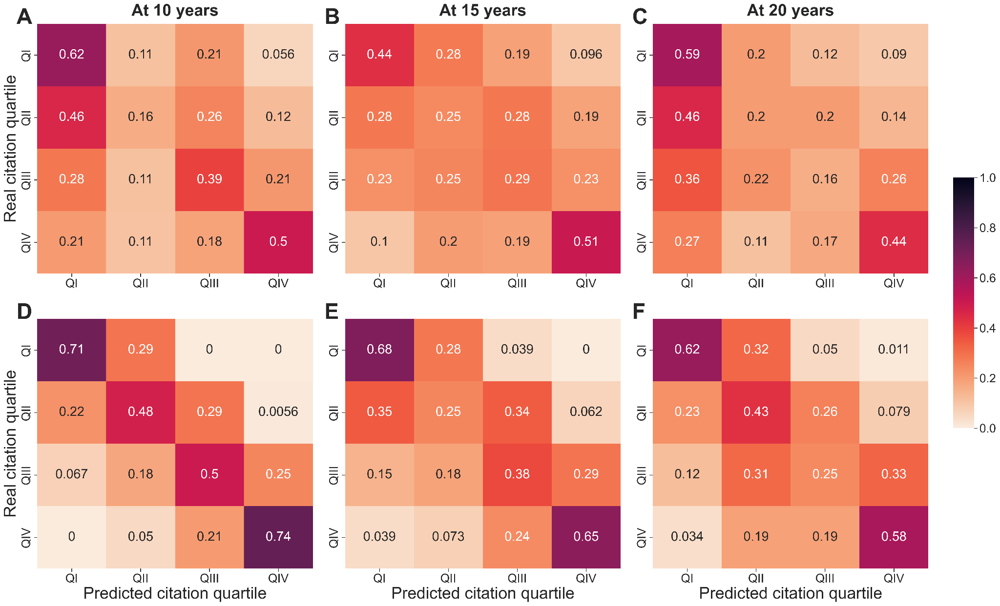 A At 10 years B At 15 years C At 20 years
QI 0.62 0.11 0.21 0.056 QI 0.44 0.28 0.19 0.096 QI 0.59 0.2 0.12 0.09
QII 0.46 0.16 0.26 0.12 QII 0.28 0.25 0.28 0.19 QII 0.46 0.2 0.2 0.14
Real citation quartile
QIII 0.28 0.11 0.39 0.21 QIII 0.23 0.25 0.29 0.23 QIII 0.36 0.22 0.16 0.26
QIV 0.21 0.11 0.18 0.5 QIV 0.1 0.2 0.19 0.51 QIV 0.27 0.11 0.17 0.44
QI QII QIII QIV QI QII QIII QIV QI QII QIII QIV
D E F
QI 0.71 0.29 0 0 QI 0.68 0.28 0.039 0 QI 0.62 0.32 0.05 0.011
QII 0.22 0.48 0.29 0.0056 QII 0.35 0.25 0.34 0.062 QII 0.23 0.43 0.26 0.079
Real citation quartile
QIII 0.067 0.18 0.5 0.25 QIII 0.15 0.18 0.38 0.29 QIII 0.12 0.31 0.25 0.33
QIV 0 0.05 0.21 0.74 QIV 0.039 0.073 0.24 0.65 QIV 0.034 0.19 0.19 0.58
QI QII QIII QIV QI QII QIII QIV QI QII QIII QIV
Predicted citation quartile Predicted citation quartile Predicted citation quartile
1.0
0.8
0.6
0.4
0.2
0.0